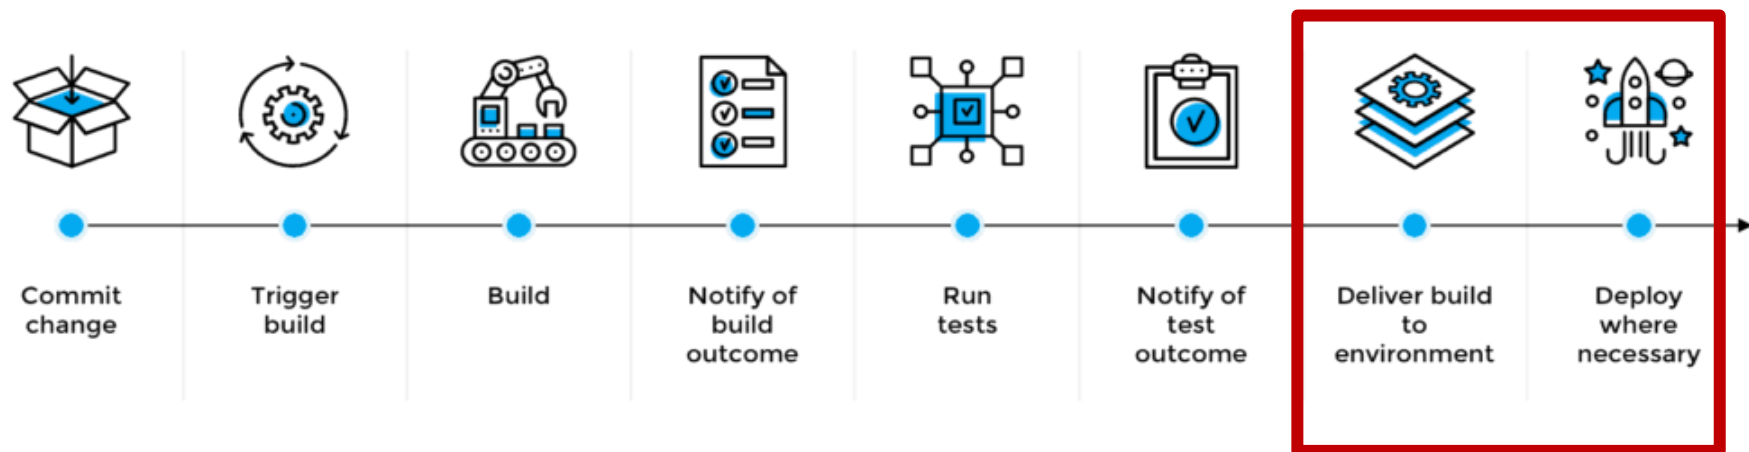 Commit
change
Trigger
build
Build
Notify of
build
outcome
Run
tests
Notify of
test
outcome
Deliver build
to
environment
Deploy
where
necessary